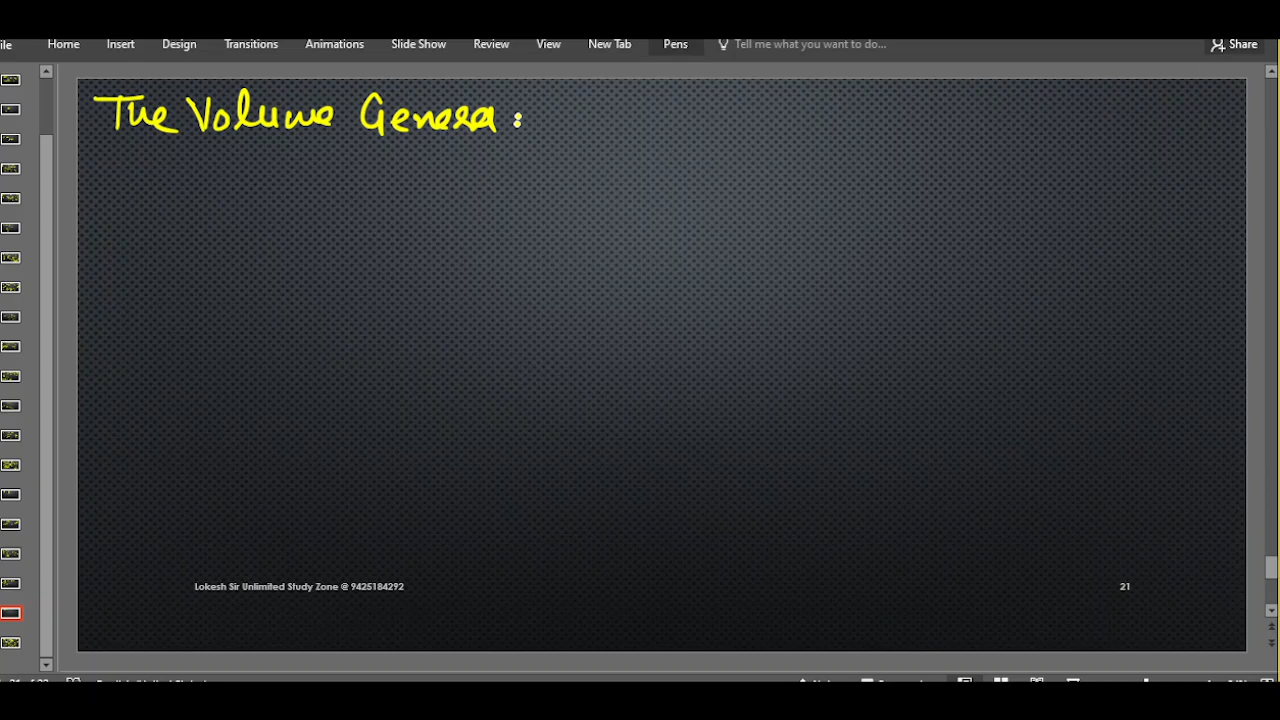 ile Home Insert Design Transitions Animations Slide Show Review View New Tab Pens Tell me what you want to do... Share
The Volume Genera
Lokesh Sir Unlimited Study Zone @ 9425184292 21